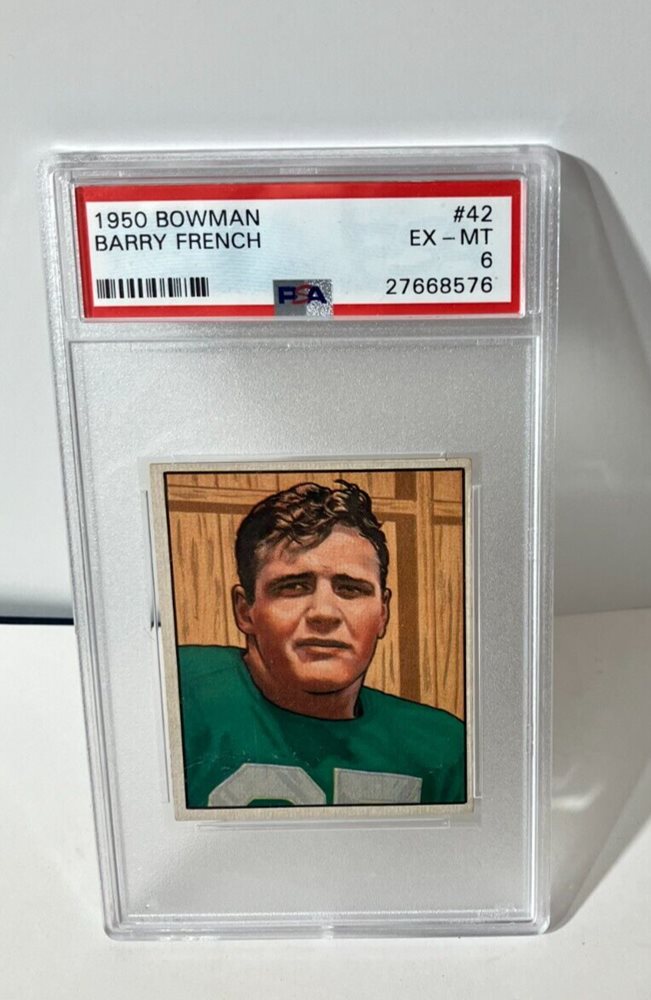 1950 BOWMAN #42
BARRY FRENCH EX - MT
6
PSA 27668576